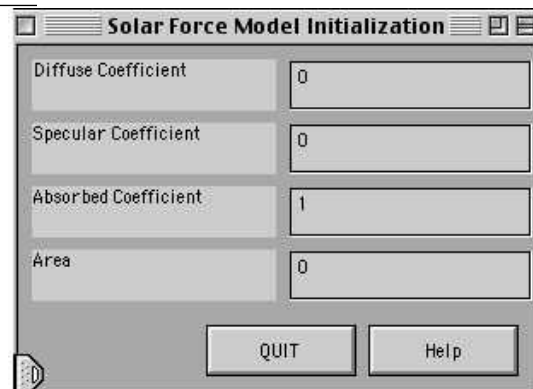 Solar Force Model Initialization
Diffuse Coefficient
0
Specular Coefficient
0
Absorbed Coefficient
1
Area
0
QUIT
Help